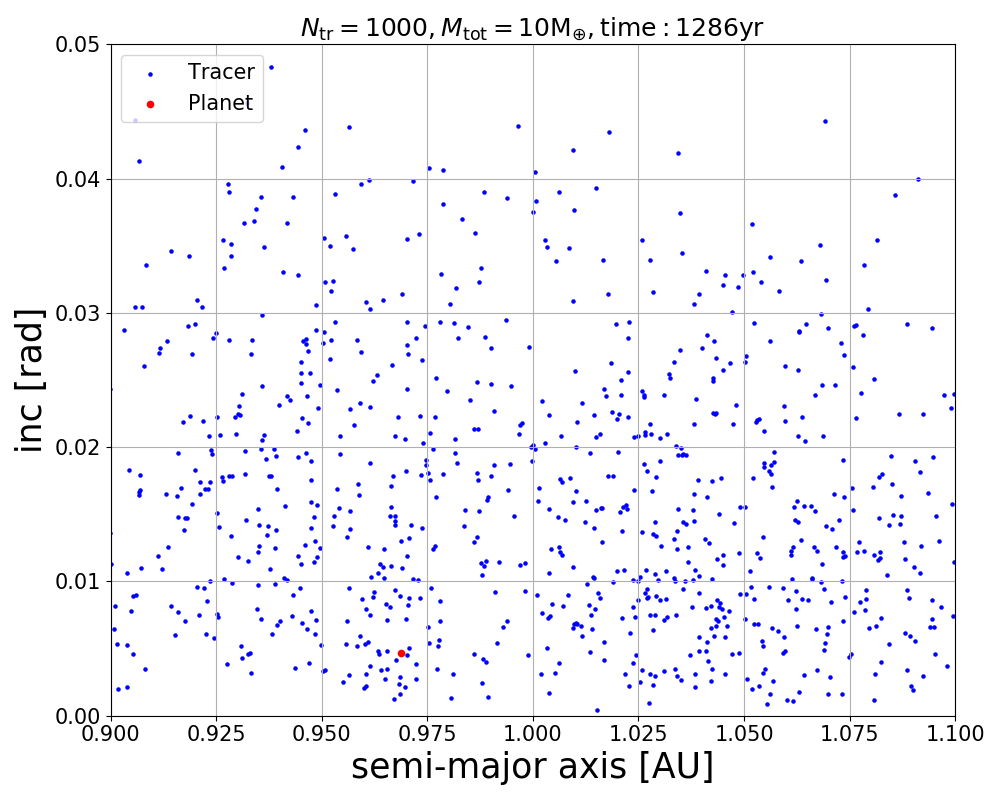 N_tr = 1000, M_tot = 10M_⊕, time : 1286yr
Tracer
Planet
0.05
0.04
0.03
0.02
0.01
0.00
inc [rad]
0.900 0.925 0.950 0.975 1.000 1.025 1.050 1.075 1.100
semi-major axis [AU]